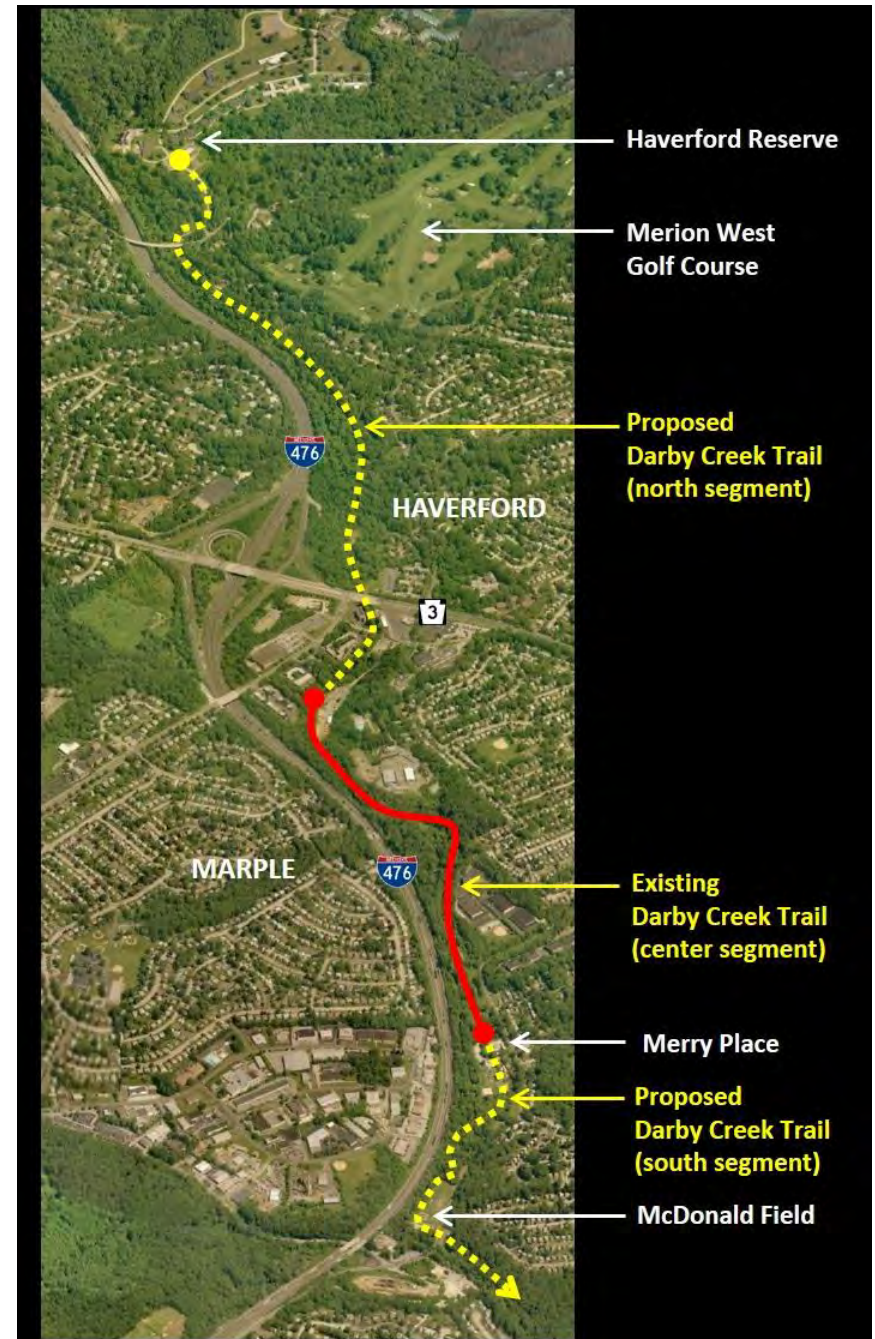 Haverford Reserve
Merion West
Golf Course
Proposed
Darby Creek Trail
(north segment)
476
HAVERFORD
3
MARPLE
476
Existing
Darby Creek Trail
(center segment)
Merry Place
Proposed
Darby Creek Trail
(south segment)
McDonald Field